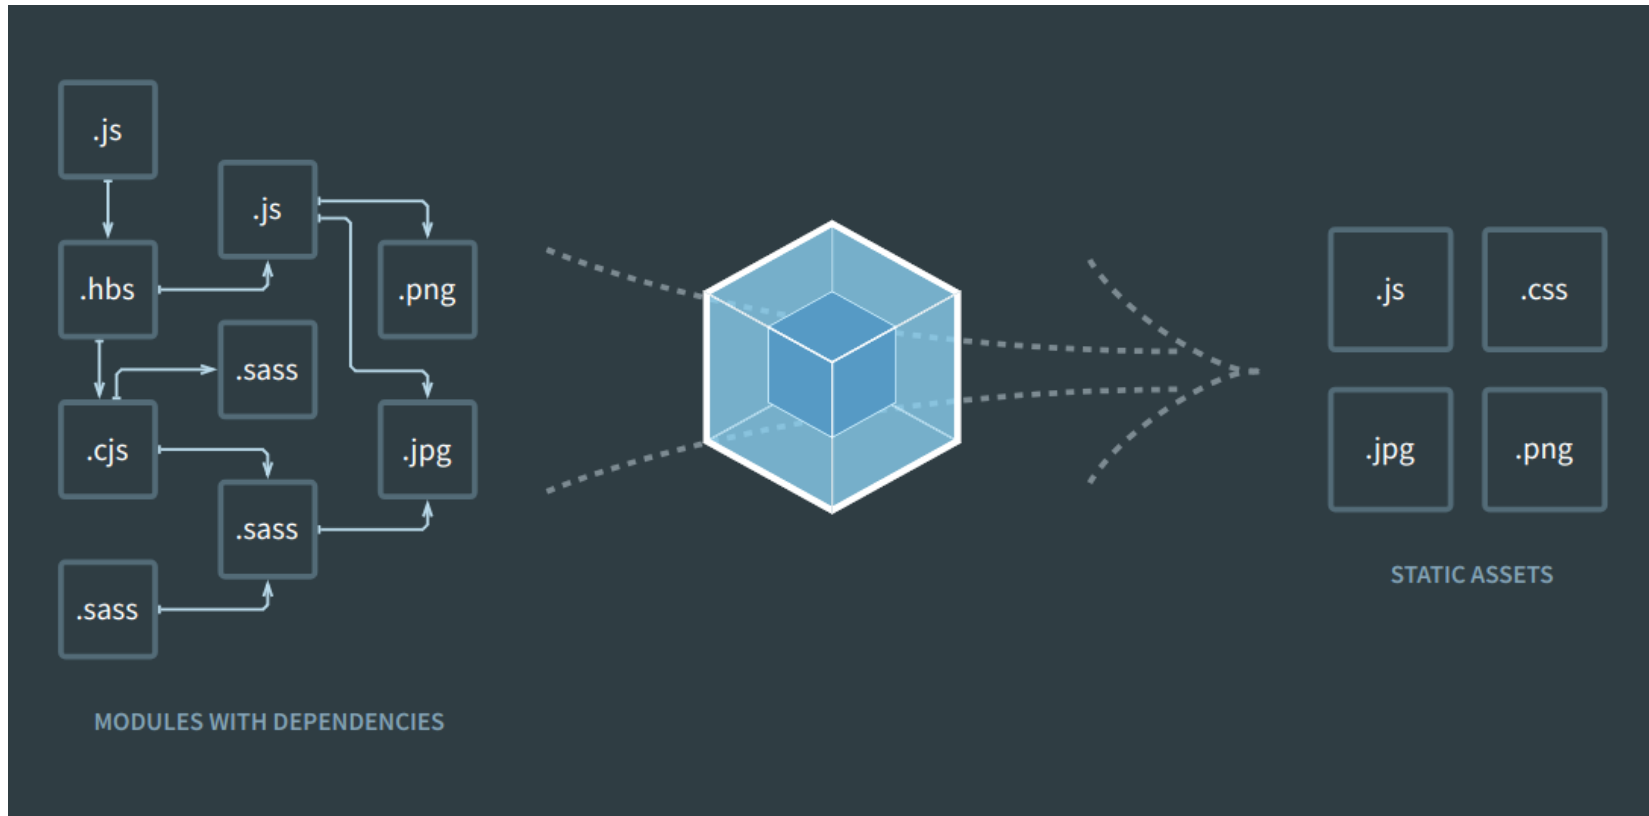 .js
.js
.hbs
.png
.sass
.cjs
.jpg
.sass
.sass
MODULES WITH DEPENDENCIES
.js
.css
.jpg
.png
STATIC ASSETS